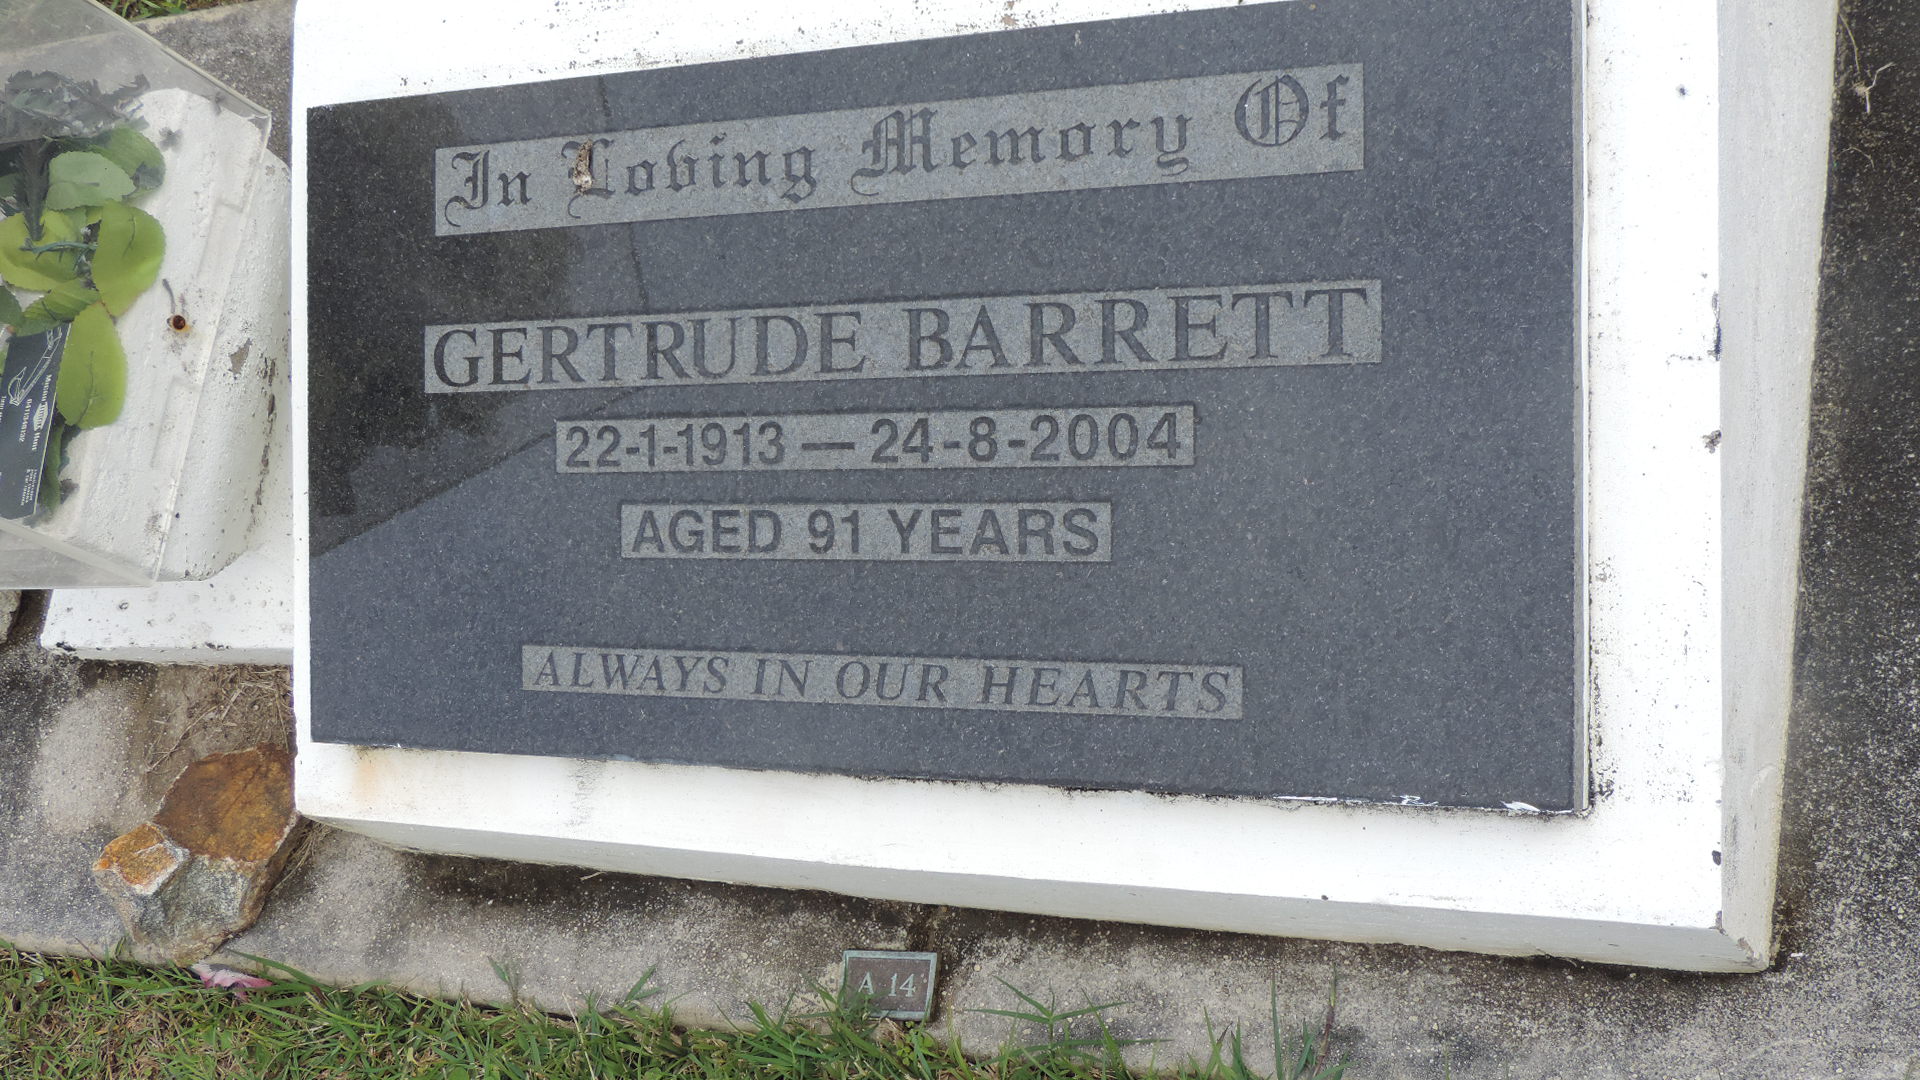 In Loving Memory Of
GERTRUDE BARRETT
22-1-1913 — 24-8-2004
AGED 91 YEARS
ALWAYS IN OUR HEARTS
A 14